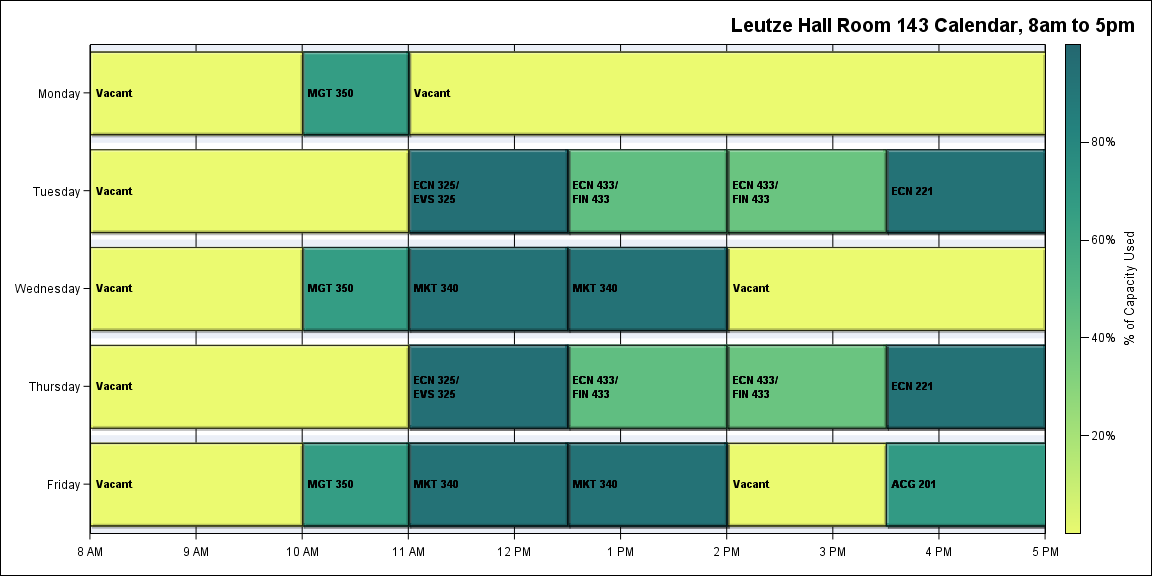 Leutze Hall Room 143 Calendar, 8am to 5pm
Monday
Vacant
MGT 350
Vacant
Tuesday
Vacant
ECN 325/
EVS 325
ECN 433/
FIN 433
ECN 433/
FIN 433
ECN 221
Wednesday
Vacant
MGT 350
MKT 340
MKT 340
Vacant
Thursday
Vacant
ECN 325/
EVS 325
ECN 433/
FIN 433
ECN 433/
FIN 433
ECN 221
Friday
Vacant
MGT 350
MKT 340
MKT 340
Vacant
ACG 201
8 AM
9 AM
10 AM
11 AM
12 PM
1 PM
2 PM
3 PM
4 PM
5 PM
80%
60%
40%
20%
% of Capacity Used